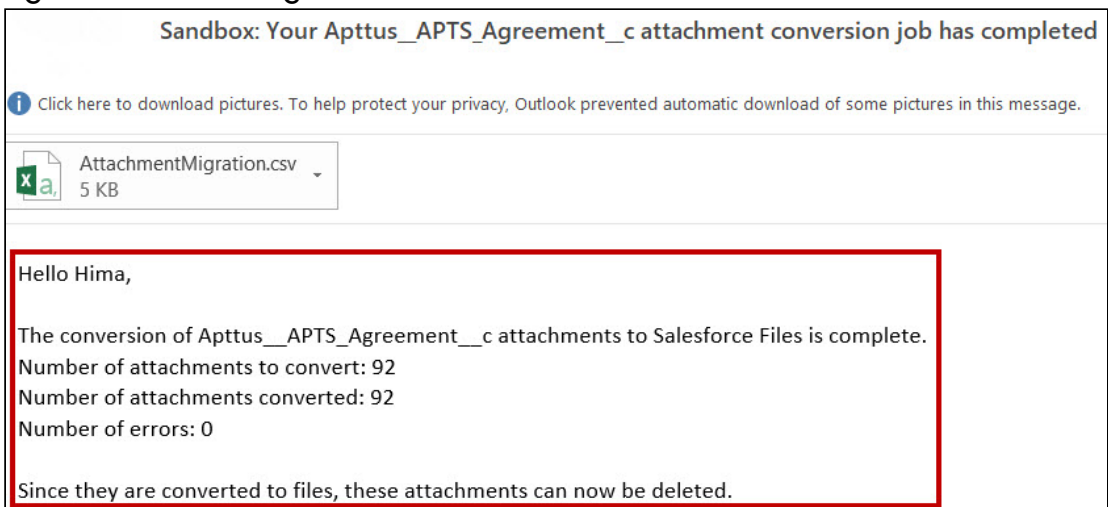 Sandbox: Your Apttus__APTS_Agreement__c attachment conversion job has completed
Click here to download pictures. To help protect your privacy, Outlook prevented automatic download of some pictures in this message.
AttachmentMigration.csv
5 KB
Hello Hima,
The conversion of Apttus__APTS_Agreement__c attachments to Salesforce Files is complete.
Number of attachments to convert: 92
Number of attachments converted: 92
Number of errors: 0
Since they are converted to files, these attachments can now be deleted.